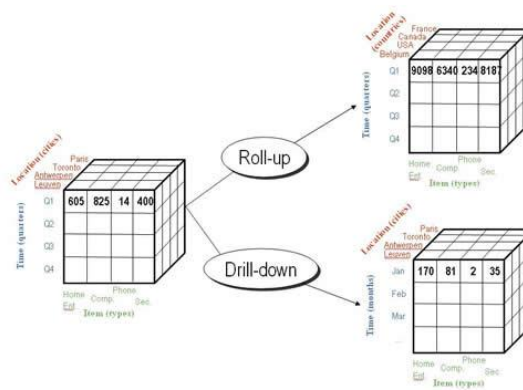 Location (cities)
Paris
Toronto
Antwerpen
Leuven
Time (quarters)
Q1 605 825 14 400
Q2
Q3
Q4
Home Ent. Comp. Phone Sec.
Item (types)
Roll-up
Drill-down
Location (countries)
France
Canada
USA
Belgium
Time (quarters)
Q1 9098 6340 234 8187
Q2
Q3
Q4
Home Ent. Comp. Phone Sec.
Item (types)
Location (cities)
Paris
Toronto
Antwerpen
Leuven
Time (months)
Jan 170 81 2 35
Feb
Mar
Home Ent. Comp. Phone Sec.
Item (types)